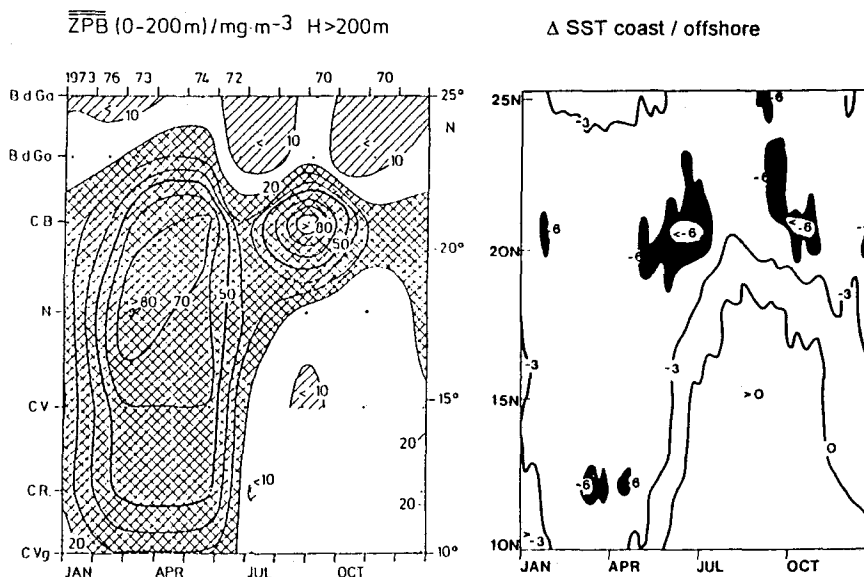 ZPB (0-200m)/mg·m-3 H>200m
Δ SST coast / offshore
1973 76 73 74 72 70 70
B d Ga
25°
N
10
<10
<10
B d Go
20
C B
>80
50
20°
>80
70
50
N
<10
C V
15°
20
<10
C R
20
C Vg
20
10°
JAN APR JUL OCT
25N
-3
-6
-6
<-6
<-6
-6
20N
-6
-3
-3
-3
15N
>0
0
-6
-6
>-3
10N
JAN APR JUL OCT